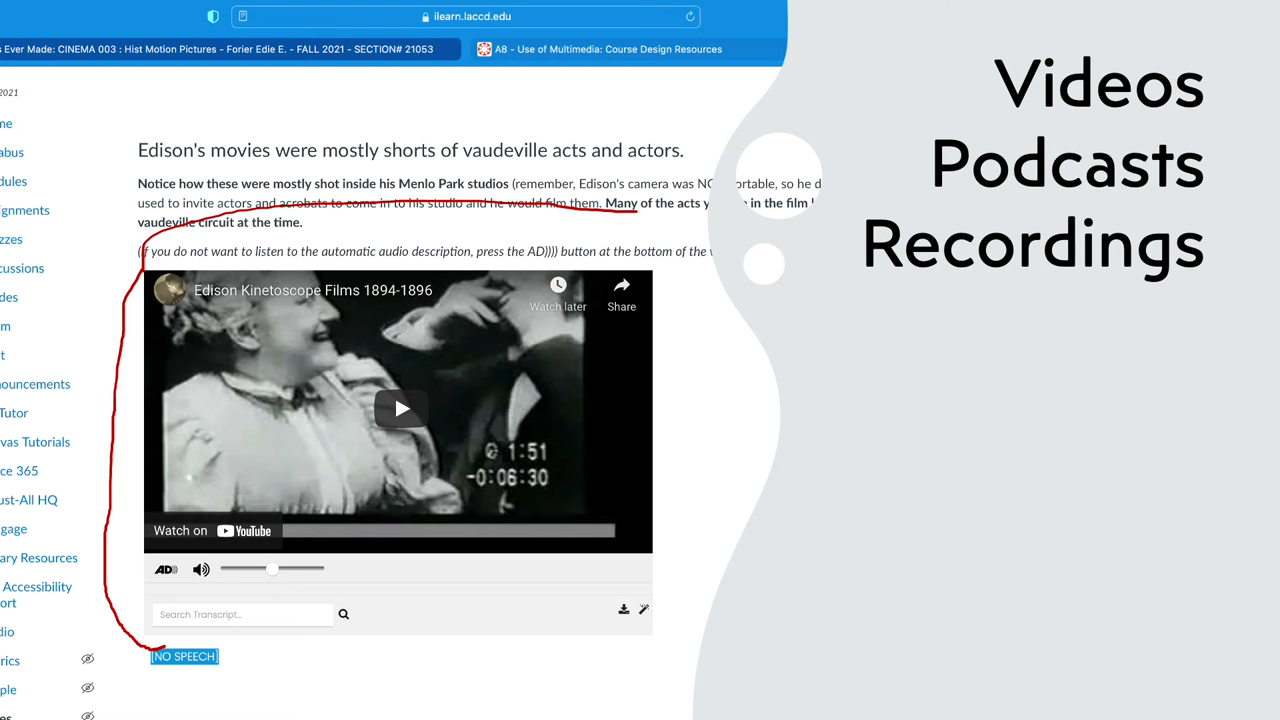 ilearn.laccd.edu
s Ever Made: CINEMA 003 : Hist Motion Pictures - Forier Edie E. - FALL 2021 - SECTION# 21053
A8 - Use of Multimedia: Course Design Resources
2021
me
abus
dules
ignments
zzes
cussions
des
m
t
nouncements
Tutor
vas Tutorials
ce 365
ust-All HQ
gage
ary Resources
Accessibility
ort
dio
rics
ple
es
Edison's movies were mostly shorts of vaudeville acts and actors.
Notice how these were mostly shot inside his Menlo Park studios (remember, Edison's camera was NO ortable, so he d
used to invite actors and acrobats to come in to his studio and he would film them. Many of the acts y e in the film
vaudeville circuit at the time.
(if you do not want to listen to the automatic audio description, press the AD)))) button at the bottom of the v
Edison Kinetoscope Films 1894-1896
Watch later
Share
@ 1:51
-0:06:30
Watch on YouTube
AD))
Search Transcript...
[NO SPEECH]
Videos
Podcasts
Recordings